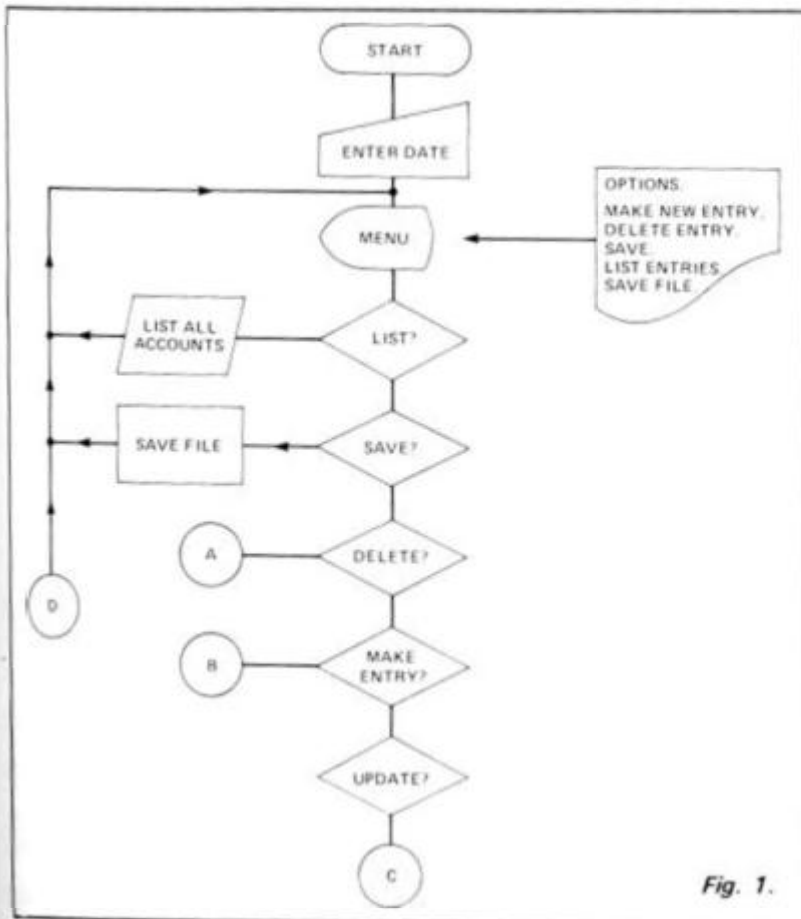 START
ENTER DATE
MENU
OPTIONS.
MAKE NEW ENTRY.
DELETE ENTRY.
SAVE.
LIST ENTRIES
SAVE FILE
LIST ALL
ACCOUNTS
LIST?
SAVE FILE
SAVE?
A
DELETE?
D
B
MAKE
ENTRY?
UPDATE?
C
Fig. 1.